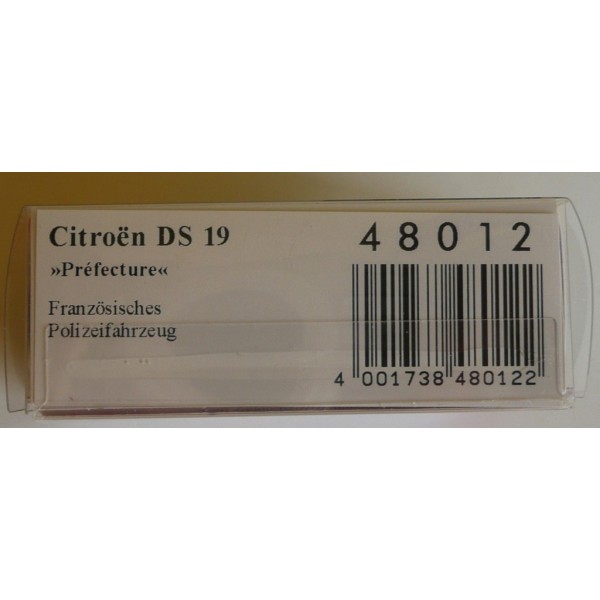 Citroën DS 19
»Préfecture«
Französisches
Polizeifahrzeug
48012
4 001738 480122